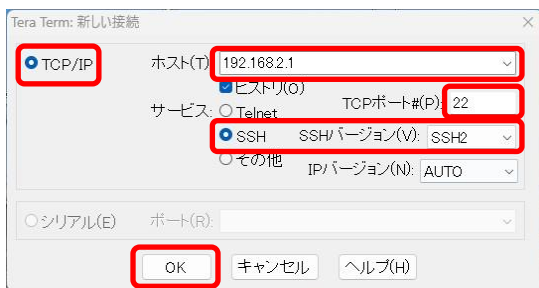 Tera Term: 新しい接続
TCP/IP ホスト(T) 192.168.2.1
ヒストリ(O)
サービス: Telnet TCPポート#(P): 22
SSH SSHバージョン(V): SSH2
その他 IPバージョン(N): AUTO
シリアル(E) ポート(R):
OK キャンセル ヘルプ(H)